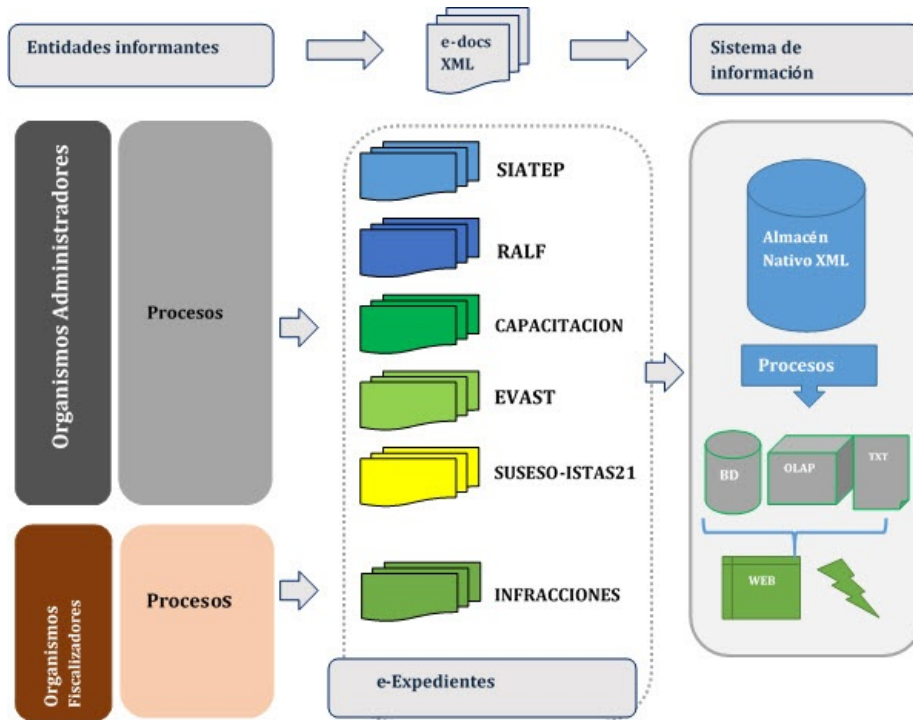 Entidades informantes
e-docs
XML
Sistema de
información
Organismos Administradores
Procesos
SIATEP
RALF
CAPACITACION
EVAST
SUSESO-ISTAS21
Almacén
Nativo XML
Procesos
BD
OLAP
TXT
WEB
Organismos
Fiscalizadores
Procesos
INFRACCIONES
e-Expedientes